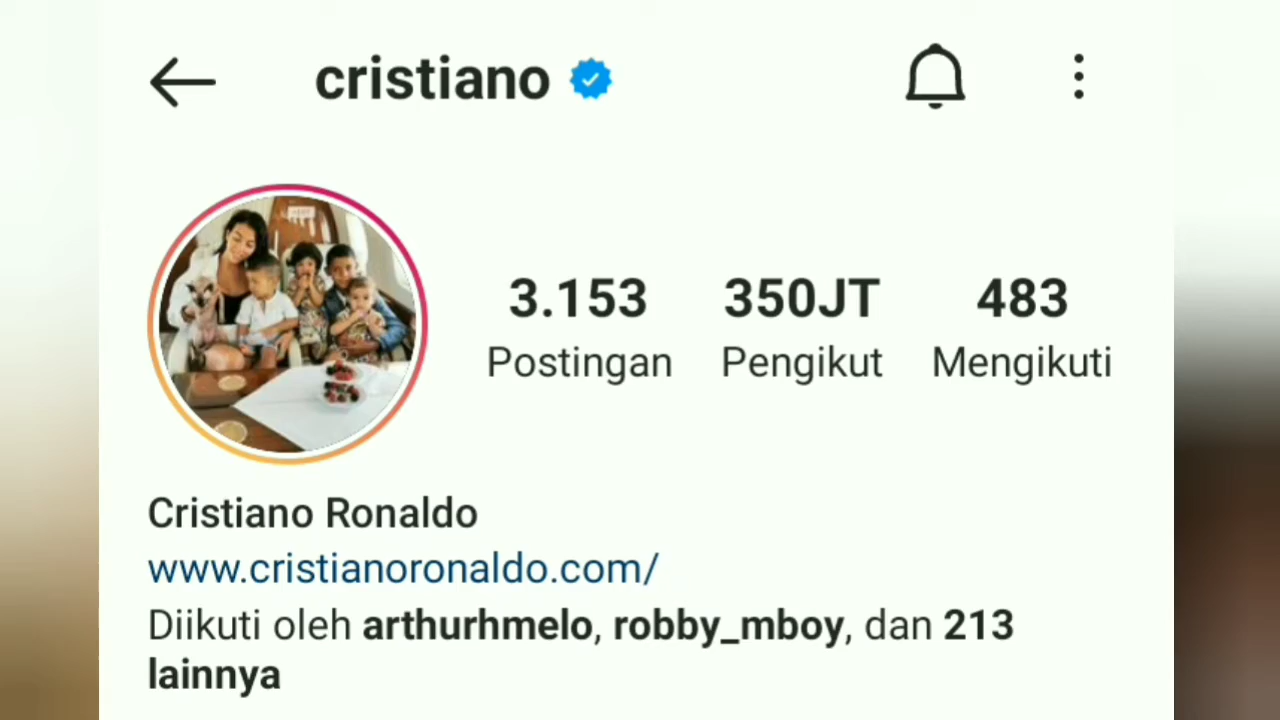 cristiano
3.153 350JT 483
Postingan Pengikut Mengikuti
Cristiano Ronaldo
www.cristianoronaldo.com/
Diikuti oleh arthurhmelo, robby_mboy, dan 213
lainnya